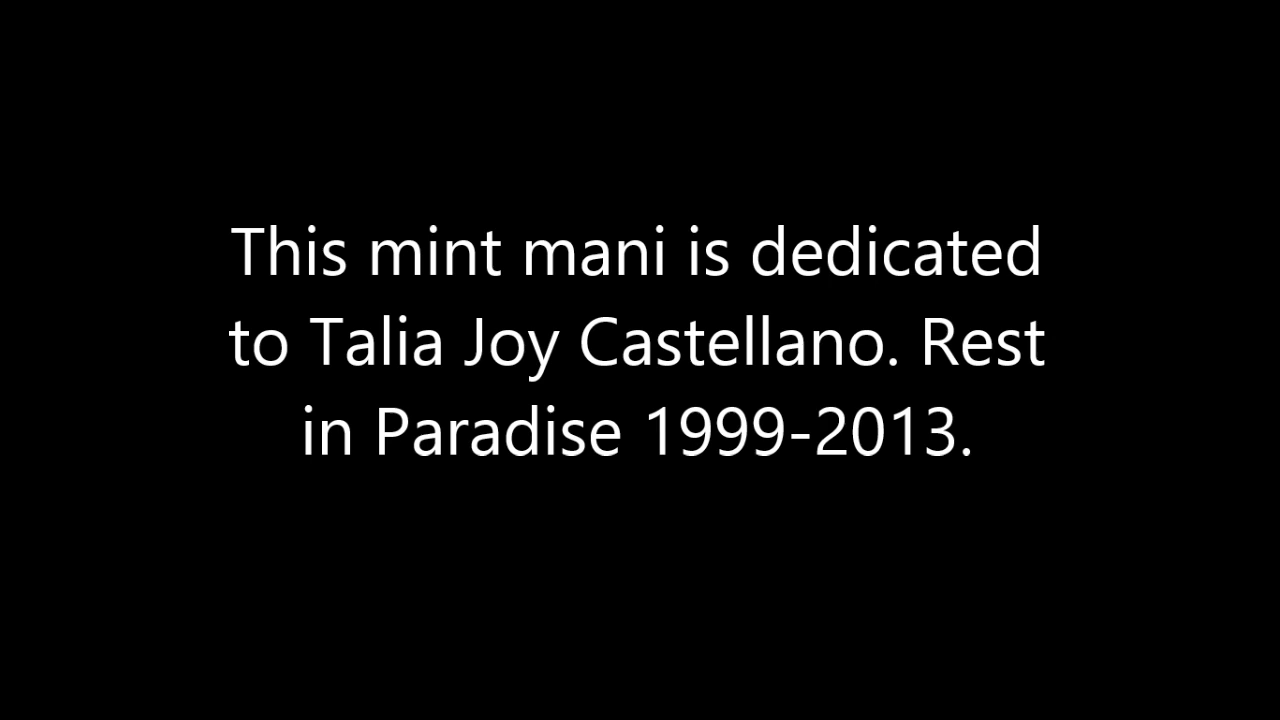 This mint mani is dedicated
to Talia Joy Castellano. Rest
in Paradise 1999-2013.